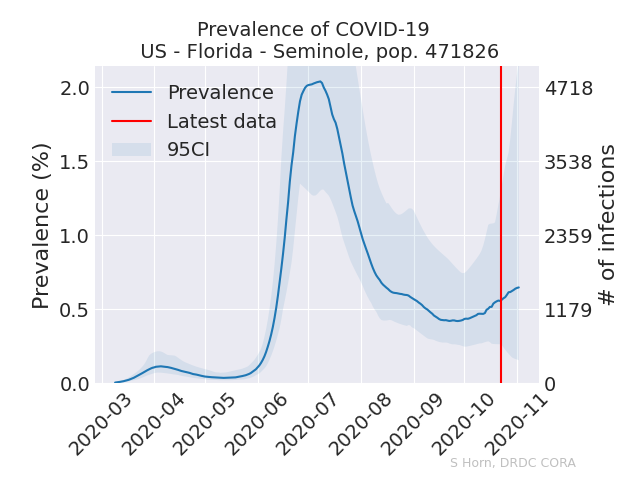 Prevalence of COVID-19
US - Florida - Seminole, pop. 471826
Prevalence
Latest data
95CI
Prevalence (%)
2.0
1.5
1.0
0.5
0.0
4718
3538
2359
1179
0
# of infections
2020-03
2020-04
2020-05
2020-06
2020-07
2020-08
2020-09
2020-10
2020-11
S Horn, DRDC CORA